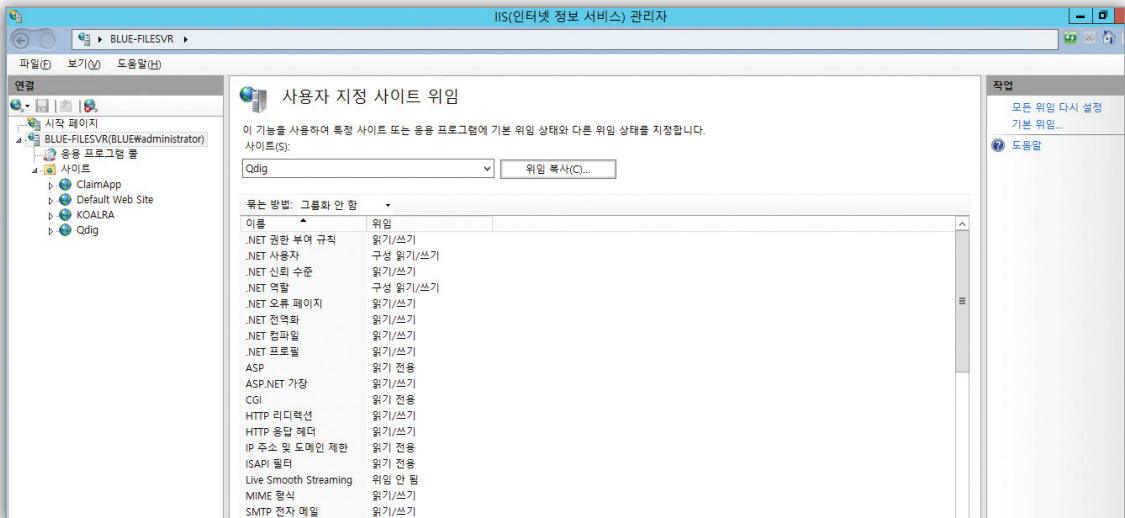 IIS(인터넷 정보 서비스) 관리자
BLUE-FILESVR
파일(F) 보기(V) 도움말(H)
연결
시작 페이지
BLUE-FILESVR(BLUE₩administrator)
응용 프로그램 풀
사이트
ClaimApp
Default Web Site
KOALRA
Qdig
사용자 지정 사이트 위임
이 기능을 사용하여 특정 사이트 또는 응용 프로그램에 기본 위임 상태와 다른 위임 상태를 지정합니다.
사이트(S):
Qdig 위임 복사(C)...
묶는 방법: 그룹화 안 함
이름 위임
.NET 권한 부여 규칙 읽기/쓰기
.NET 사용자 구성 읽기/쓰기
.NET 신뢰 수준 읽기/쓰기
.NET 역할 구성 읽기/쓰기
.NET 오류 페이지 읽기/쓰기
.NET 전역화 읽기/쓰기
.NET 컴파일 읽기/쓰기
.NET 프로필 읽기/쓰기
ASP 읽기 전용
ASP.NET 가장 읽기/쓰기
CGI 읽기 전용
HTTP 리디렉션 읽기/쓰기
HTTP 응답 헤더 읽기/쓰기
IP 주소 및 도메인 제한 읽기 전용
ISAPI 필터 읽기 전용
Live Smooth Streaming 위임 안 됨
MIME 형식 읽기/쓰기
SMTP 전자 메일 읽기/쓰기
작업
모든 위임 다시 설정
기본 위임...
도움말